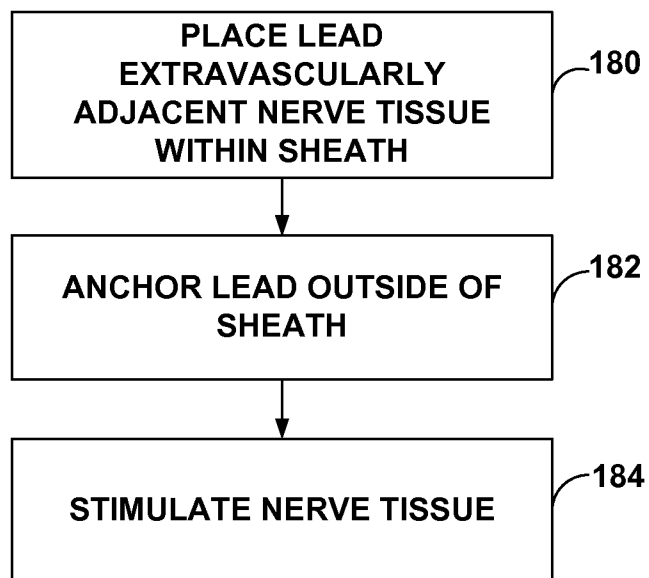 PLACE LEAD
EXTRAVASCULARLY
ADJACENT NERVE TISSUE
WITHIN SHEATH
180
ANCHOR LEAD OUTSIDE OF
SHEATH
182
STIMULATE NERVE TISSUE
184